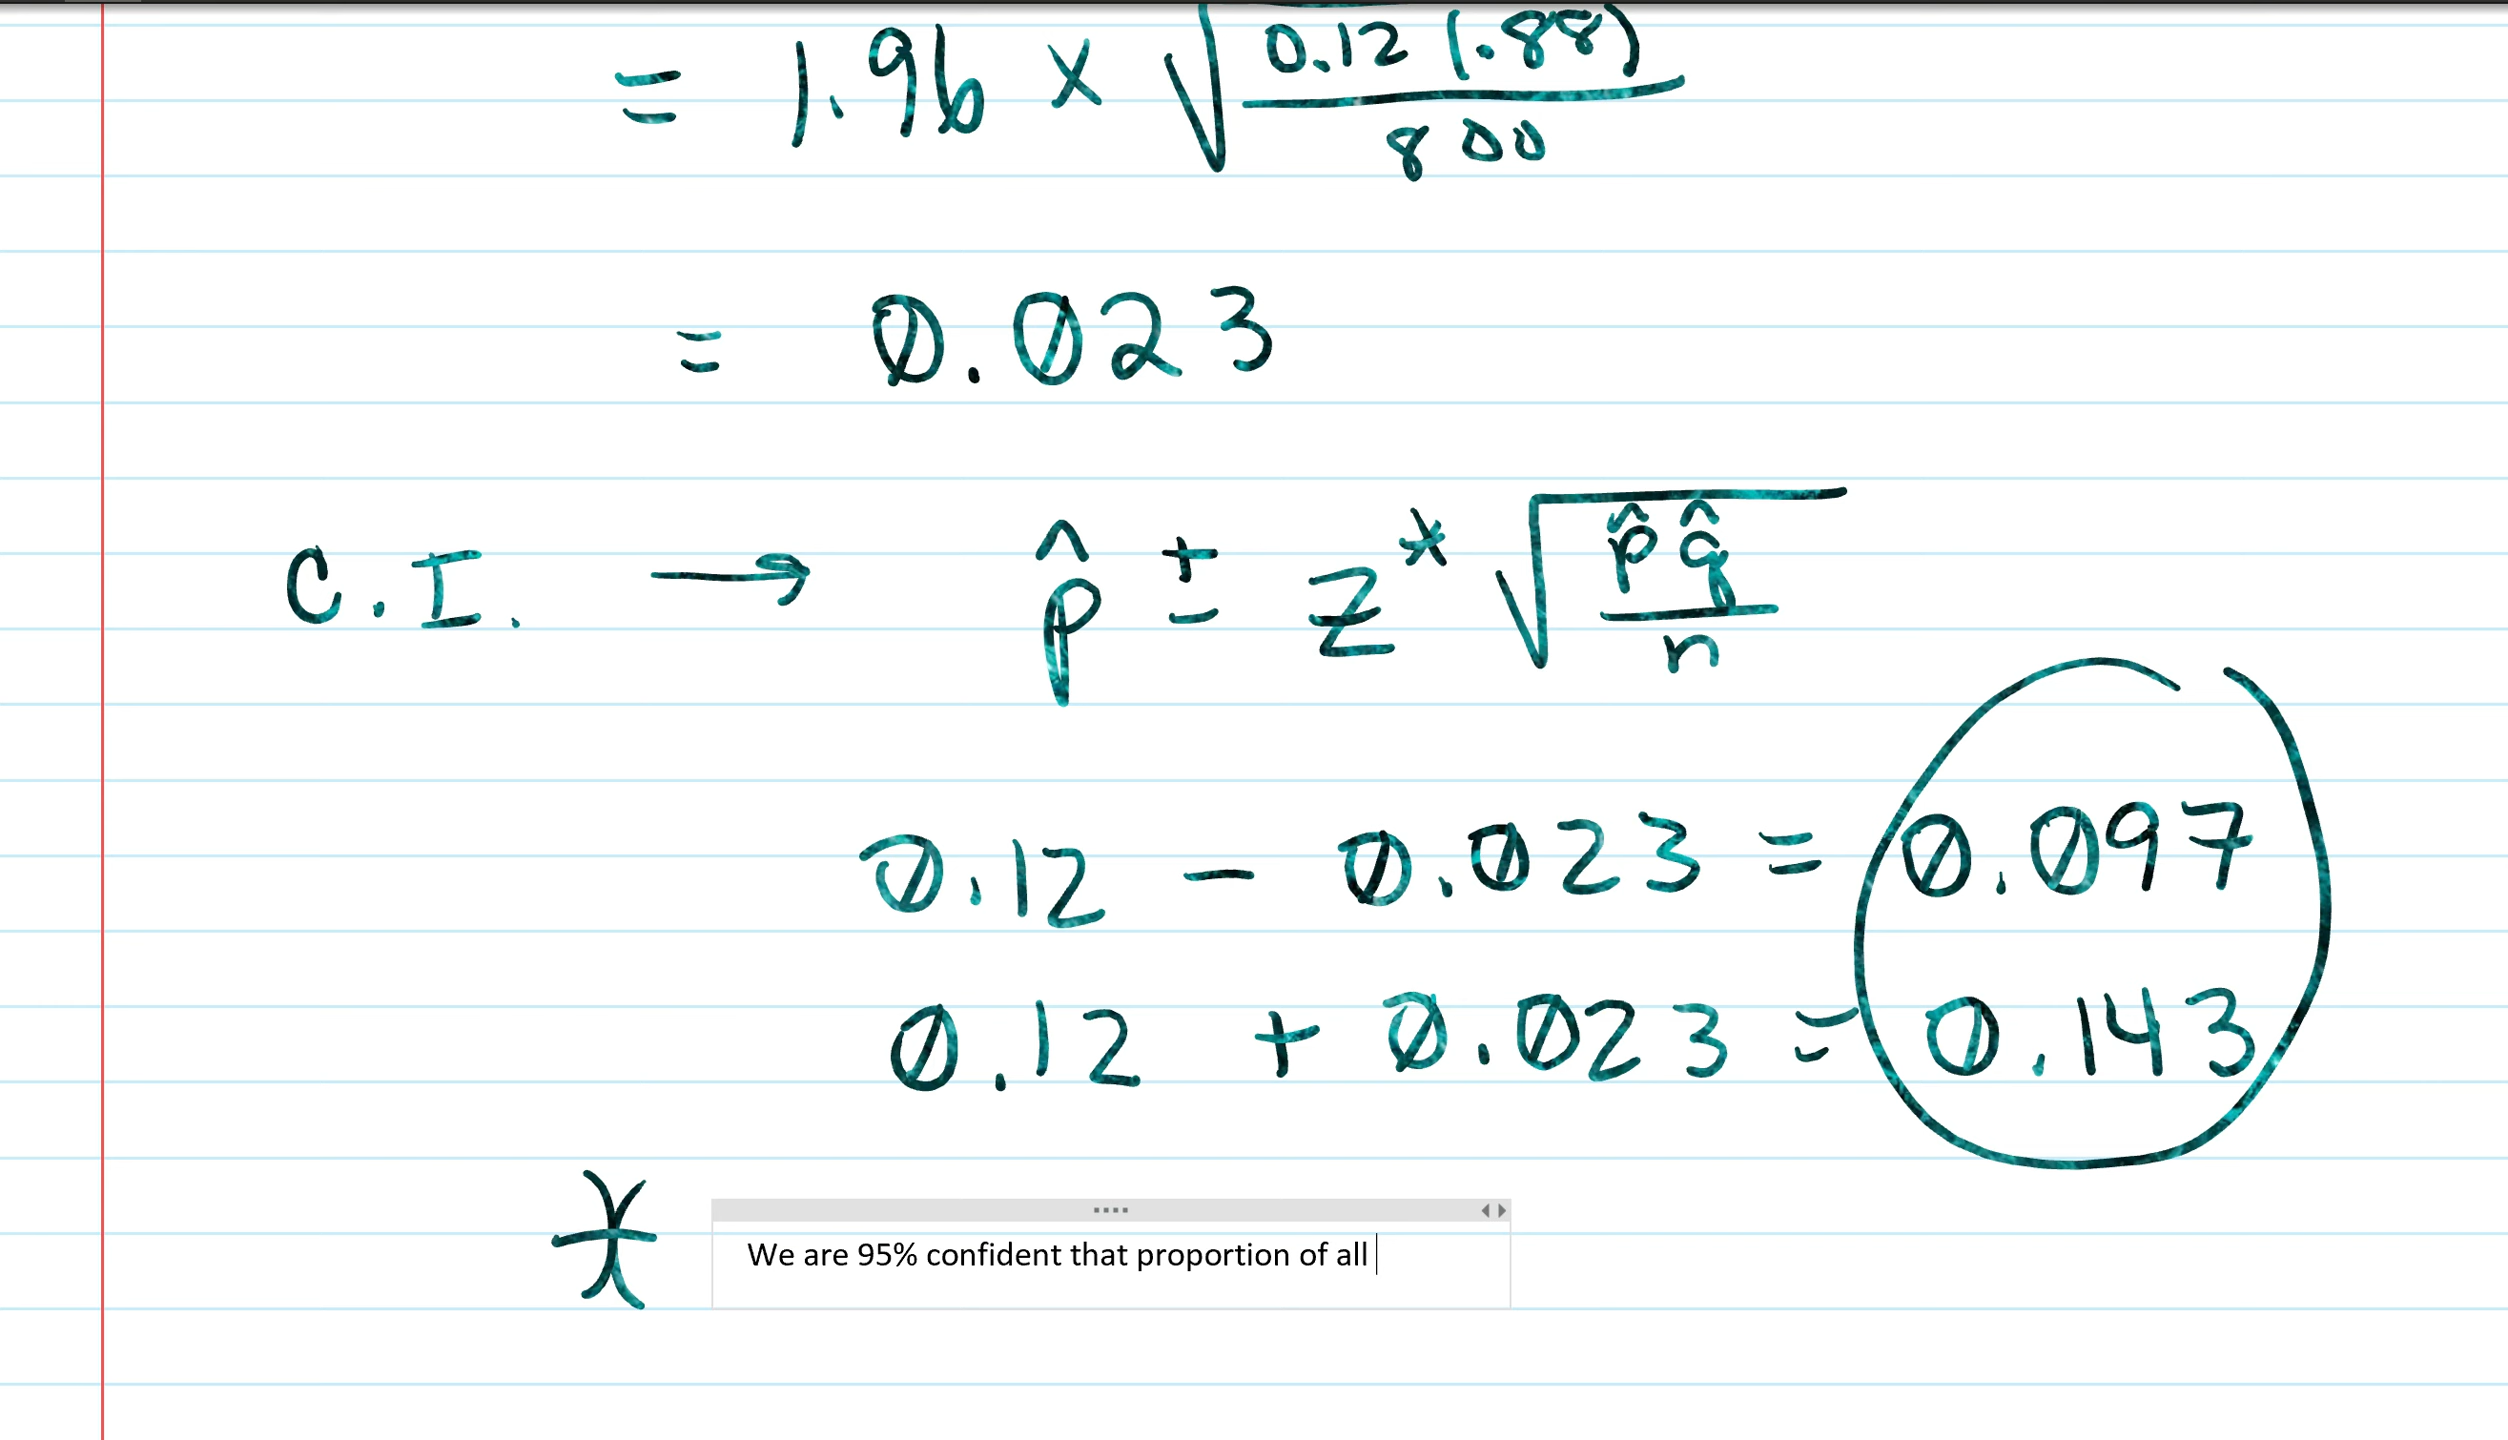 = 1.96 × √(0.12 (.88) / 800)
= 0.023
C.I. → p̂ ± z* √(p̂ q̂ / n)
0.12 − 0.023 = 0.097
0.12 + 0.023 = 0.143
We are 95% confident that proportion of all